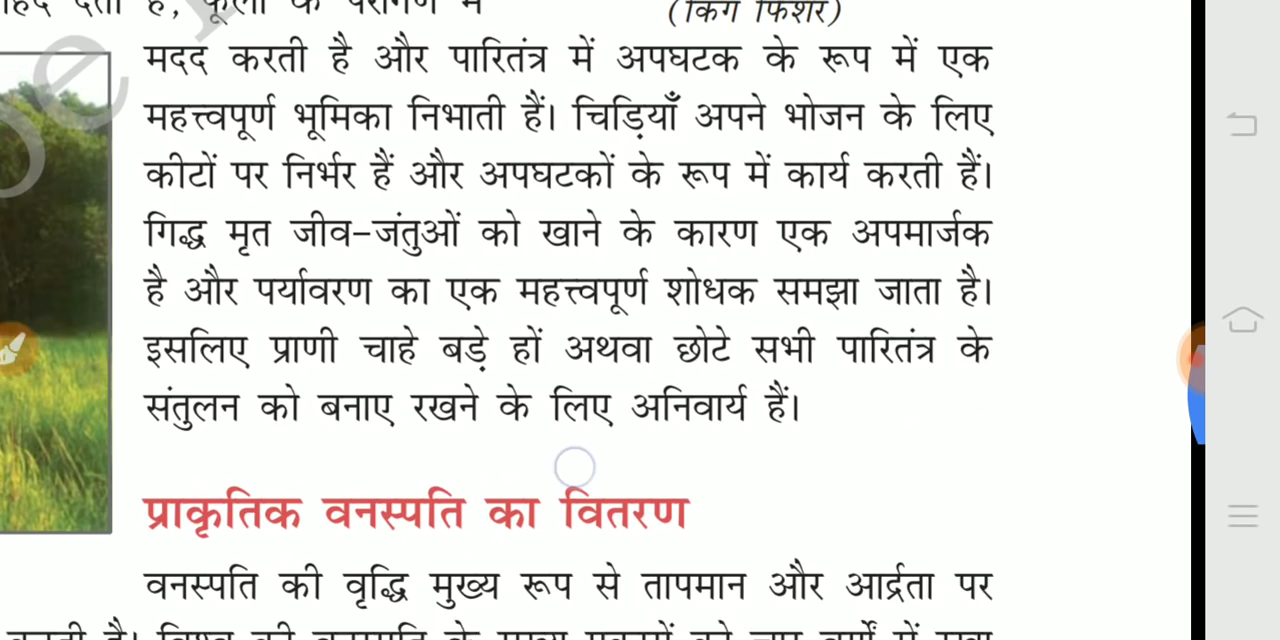 देती है, फूलों के परागण में
(किंग फिशर)
मदद करती है और पारितंत्र में अपघटक के रूप में एक
महत्त्वपूर्ण भूमिका निभाती हैं। चिड़ियाँ अपने भोजन के लिए
कीटों पर निर्भर हैं और अपघटकों के रूप में कार्य करती हैं।
गिद्ध मृत जीव-जंतुओं को खाने के कारण एक अपमार्जक
है और पर्यावरण का एक महत्त्वपूर्ण शोधक समझा जाता है।
इसलिए प्राणी चाहे बड़े हों अथवा छोटे सभी पारितंत्र के
संतुलन को बनाए रखने के लिए अनिवार्य हैं।
प्राकृतिक वनस्पति का वितरण
वनस्पति की वृद्धि मुख्य रूप से तापमान और आर्द्रता पर